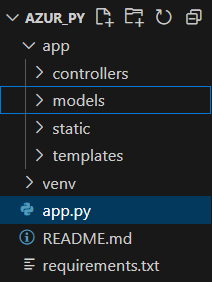 AZUR_PY
app
controllers
models
static
templates
venv
app.py
README.md
requirements.txt